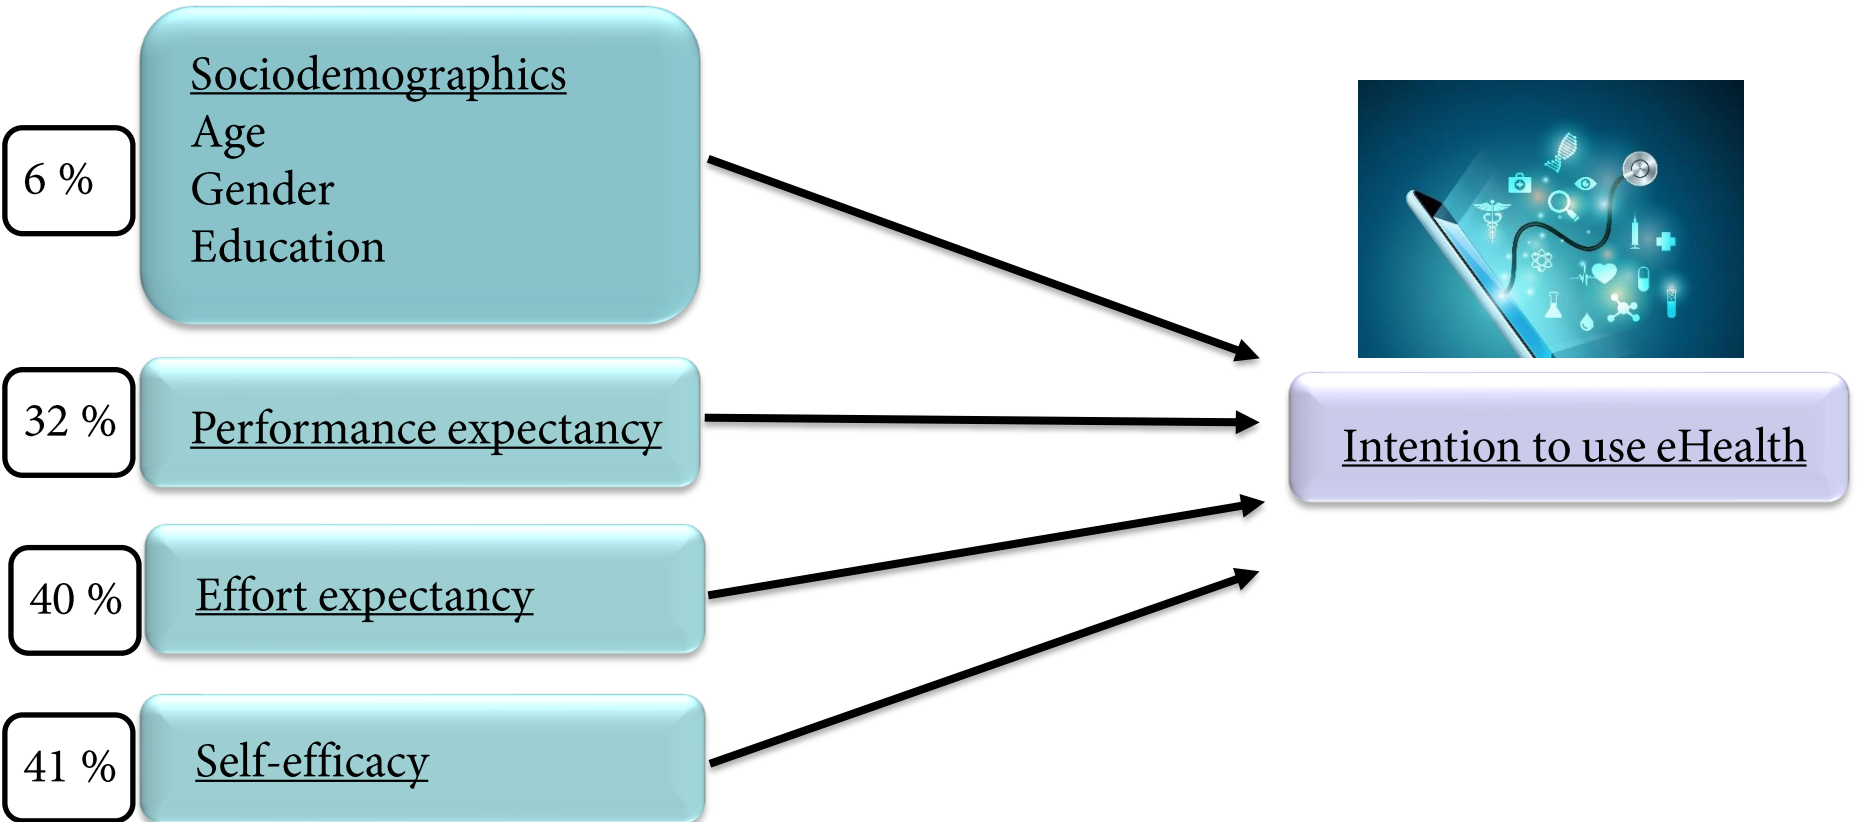 Sociodemographics
Age
Gender
Education
6 %
32 %
Performance expectancy
40 %
Effort expectancy
41 %
Self-efficacy
Intention to use eHealth